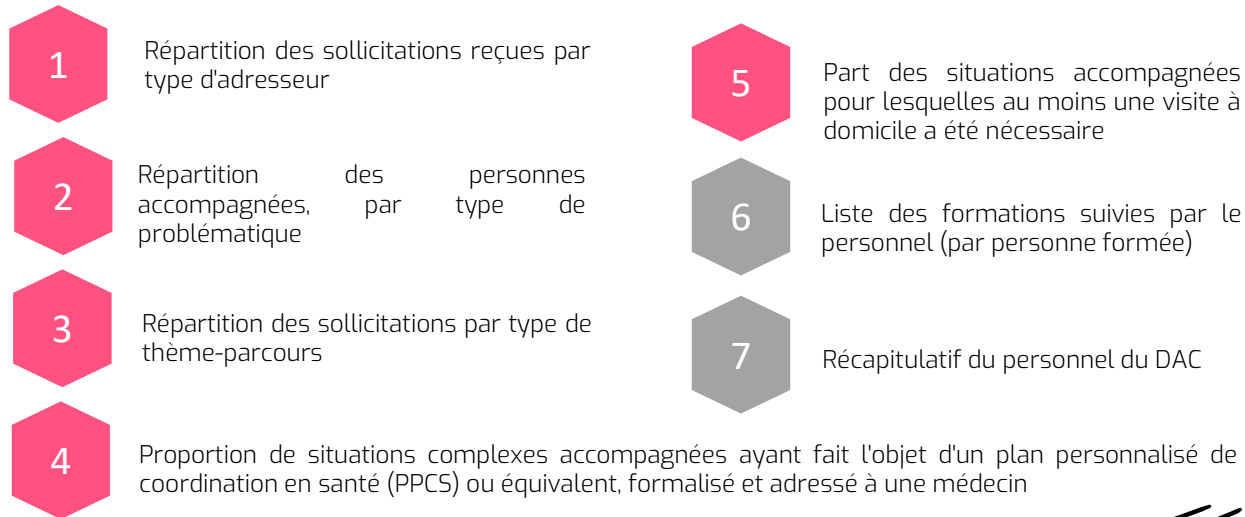 1
Répartition des sollicitations reçues par
type d'adresseur
2
Répartition des personnes
accompagnées, par type de
problématique
3
Répartition des sollicitations par type de
thème-parcours
4
Proportion de situations complexes accompagnées ayant fait l'objet d'un plan personnalisé de
coordination en santé (PPCS) ou équivalent, formalisé et adressé à une médecin
5
Part des situations accompagnées
pour lesquelles au moins une visite à
domicile a été nécessaire
6
Liste des formations suivies par le
personnel (par personne formée)
7
Récapitulatif du personnel du DAC